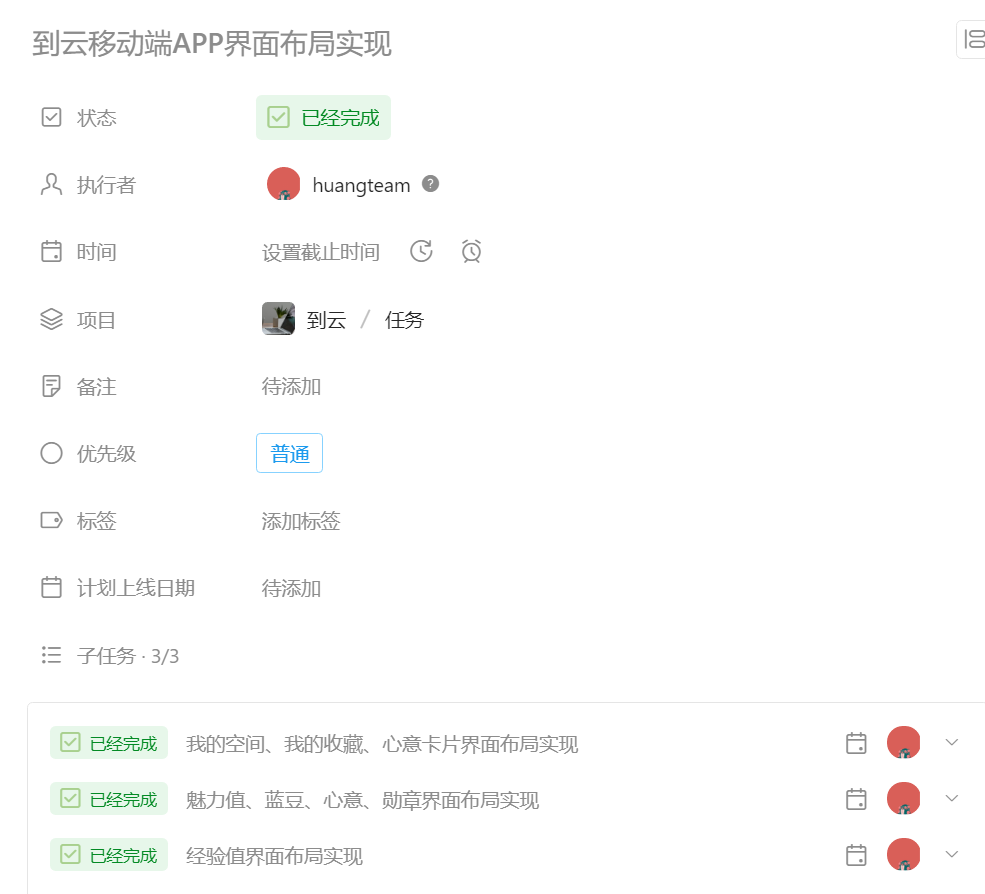 到云移动端APP界面布局实现
状态 已经完成
执行者 huangteam ?
时间 设置截止时间
项目 到云 / 任务
备注 待添加
优先级 普通
标签 添加标签
计划上线日期 待添加
子任务 · 3/3
已经完成 我的空间、我的收藏、心意卡片界面布局实现
已经完成 魅力值、蓝豆、心意、勋章界面布局实现
已经完成 经验值界面布局实现